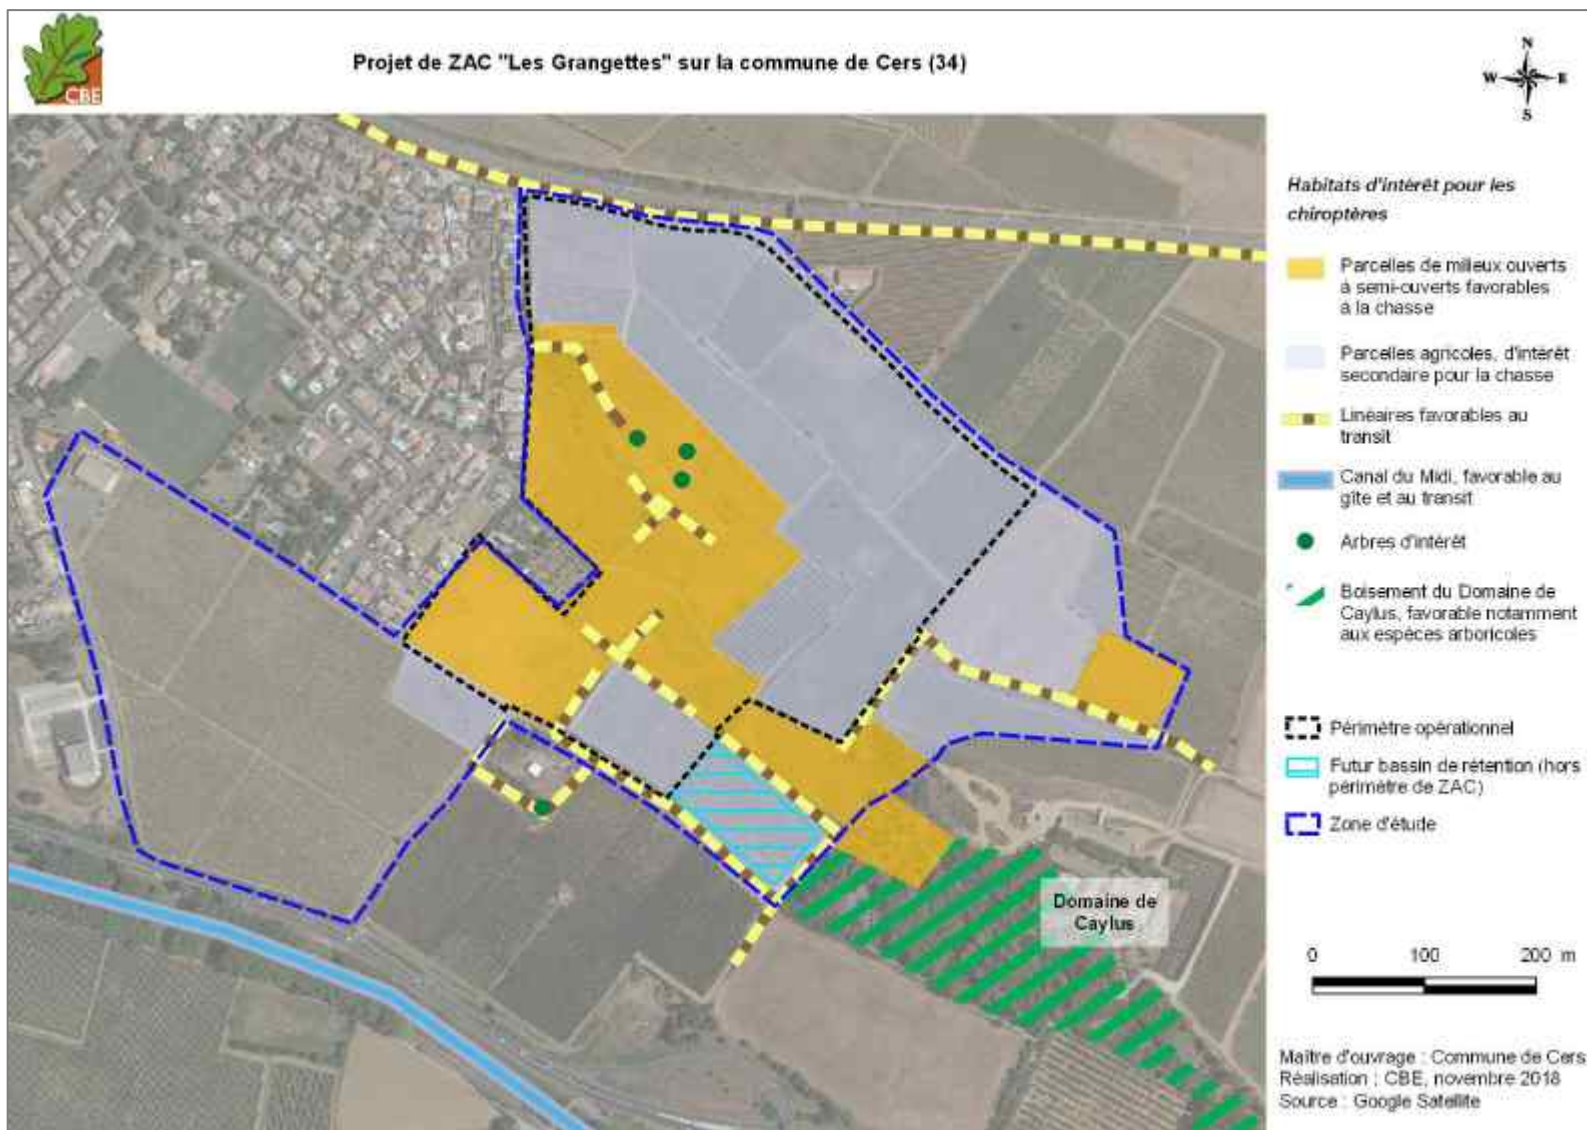 CBE
Projet de ZAC "Les Grangettes" sur la commune de Cers (34)
N
W E
S
Habitats d'intérêt pour les
chiroptères
Parcelles de milieux ouverts
à semi-ouverts favorables
à la chasse
Parcelles agricoles, d'intérêt
secondaire pour la chasse
Linéaires favorables au
transit
Canal du Midi, favorable au
gîte et au transit
Arbres d'intérêt
Boisement du Domaine de
Caylus, favorable notamment
aux espèces arboricoles
Périmètre opérationnel
Futur bassin de rétention (hors
périmètre de ZAC)
Zone d'étude
Domaine de
Caylus
0 100 200 m
Maître d'ouvrage : Commune de Cers
Réalisation : CBE, novembre 2018
Source : Google Satellite